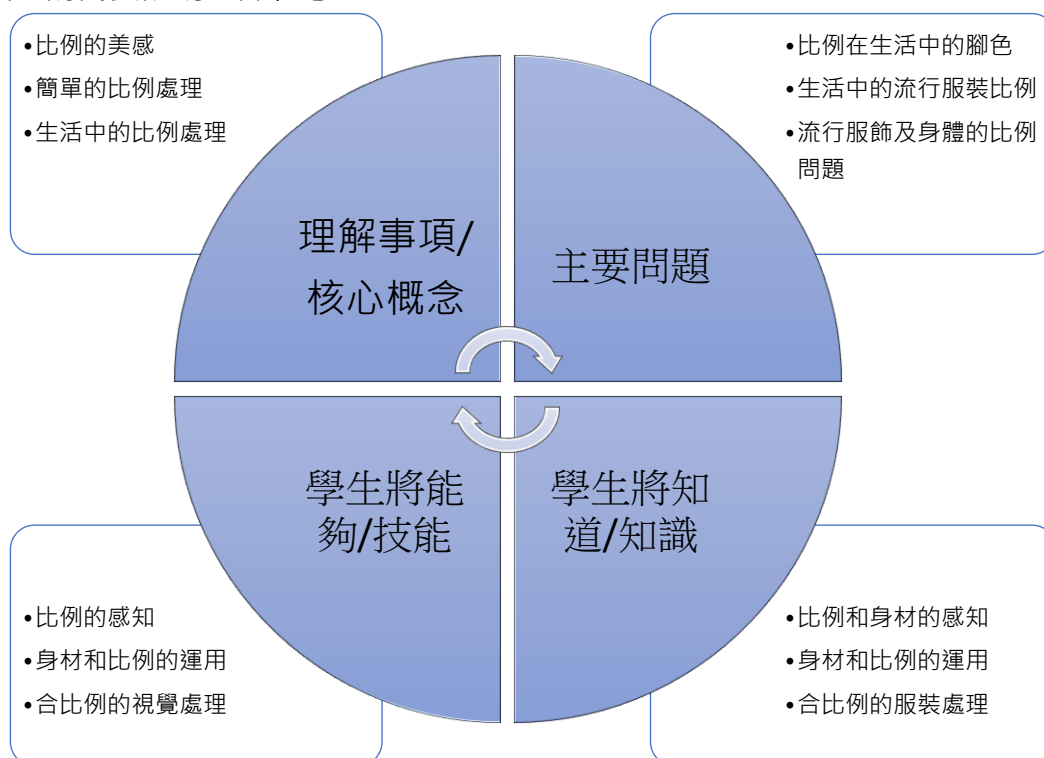 •比例的美感
•簡單的比例處理
•生活中的比例處理
•比例在生活中的腳色
•生活中的流行服裝比例
•流行服飾及身體的比例
問題
理解事項/
核心概念
主要問題
學生將能
夠/技能
學生將知
道/知識
•比例的感知
•身材和比例的運用
•合比例的視覺處理
•比例和身材的感知
•身材和比例的運用
•合比例的服裝處理